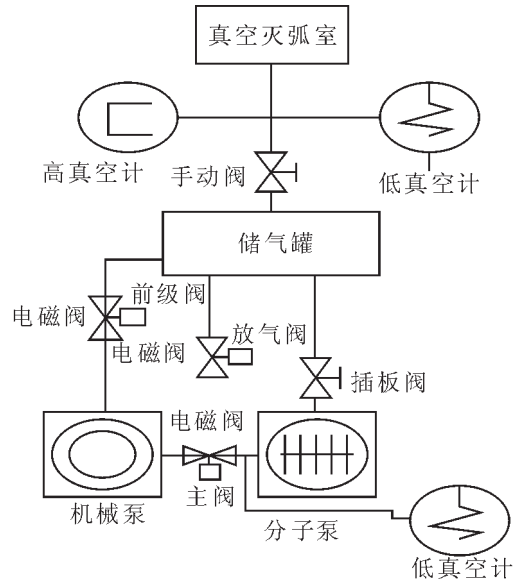 真空灭弧室
高真空计
手动阀
低真空计
储气罐
前级阀
电磁阀
放气阀
电磁阀
插板阀
电磁阀
主阀
机械泵
分子泵
低真空计